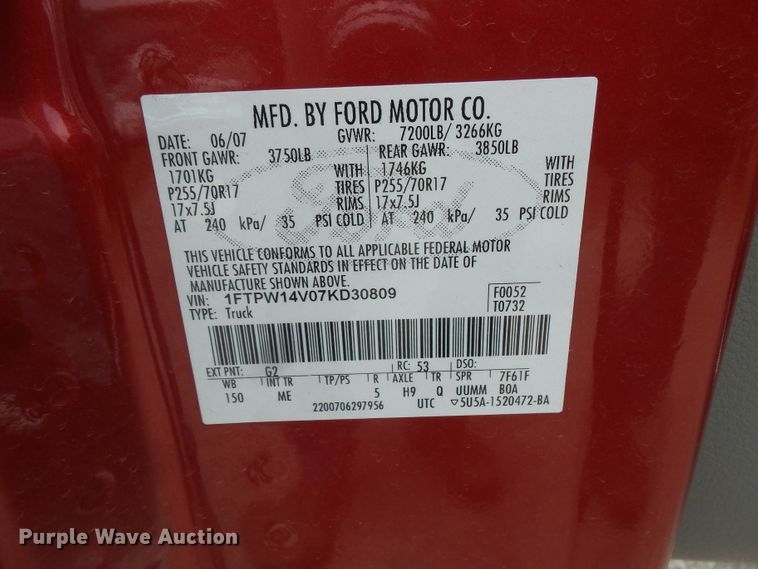 MFD. BY FORD MOTOR CO.
DATE: 06/07 GVWR: 7200LB/ 3266KG
FRONT GAWR: 3750LB REAR GAWR: 3850LB
1701KG WITH 1746KG WITH
P255/70R17 TIRES P255/70R17 TIRES
17x7.5J RIMS 17x7.5J RIMS
AT 240 kPa/ 35 PSI COLD AT 240 kPa/ 35 PSI COLD
Ford
THIS VEHICLE CONFORMS TO ALL APPLICABLE FEDERAL MOTOR
VEHICLE SAFETY STANDARDS IN EFFECT ON THE DATE OF
MANUFACTURE SHOWN ABOVE.
VIN: 1FTPW14V07KD30809 F0052
TYPE: Truck T0732
EXT PNT: G2 RC: 53 DSO:
WB INT TR TP/PS R AXLE TR SPR 7F61F
150 ME 5 H9 Q UUMM BOA
2200706297956 UTC ▽5U5A-1520472-BA
Purple Wave Auction